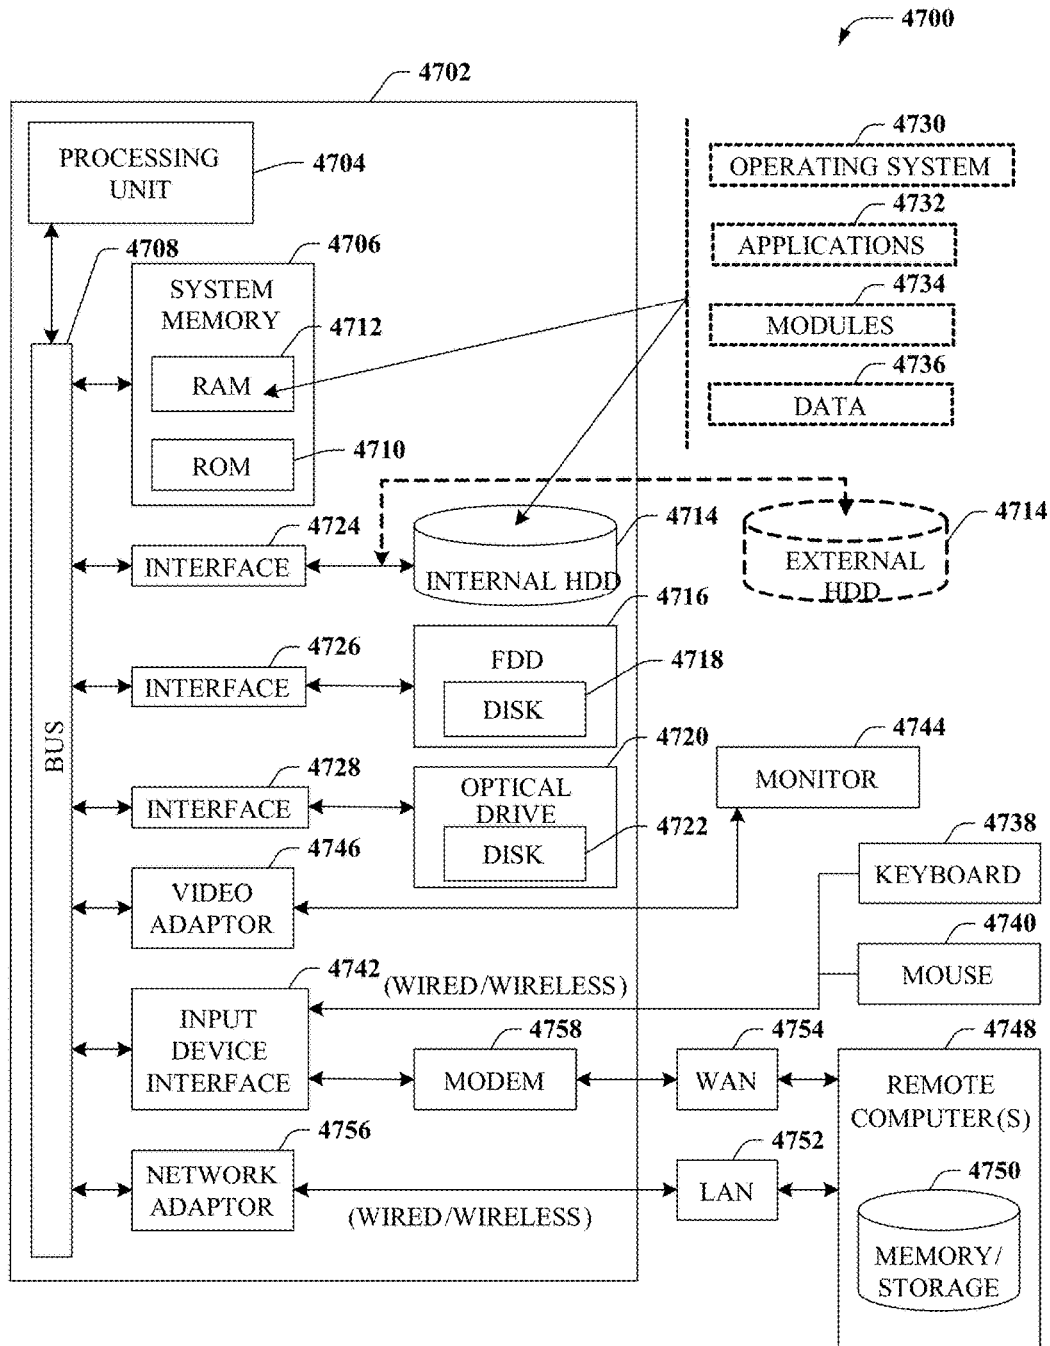 4700
4702
PROCESSING
UNIT
4704
4730
OPERATING SYSTEM
4732
APPLICATIONS
4734
MODULES
4736
DATA
4708
4706
SYSTEM
MEMORY
4712
RAM
4710
ROM
4724
INTERFACE
4714
INTERNAL HDD
4714
EXTERNAL
HDD
4726
INTERFACE
4716
FDD
4718
DISK
BUS
4728
INTERFACE
4720
OPTICAL
DRIVE
4722
DISK
4744
MONITOR
4746
VIDEO
ADAPTOR
4738
KEYBOARD
4740
MOUSE
4742
INPUT
DEVICE
INTERFACE
(WIRED/WIRELESS)
4758
MODEM
4754
WAN
4748
REMOTE
COMPUTER(S)
4756
NETWORK
ADAPTOR
(WIRED/WIRELESS)
4752
LAN
4750
MEMORY/
STORAGE